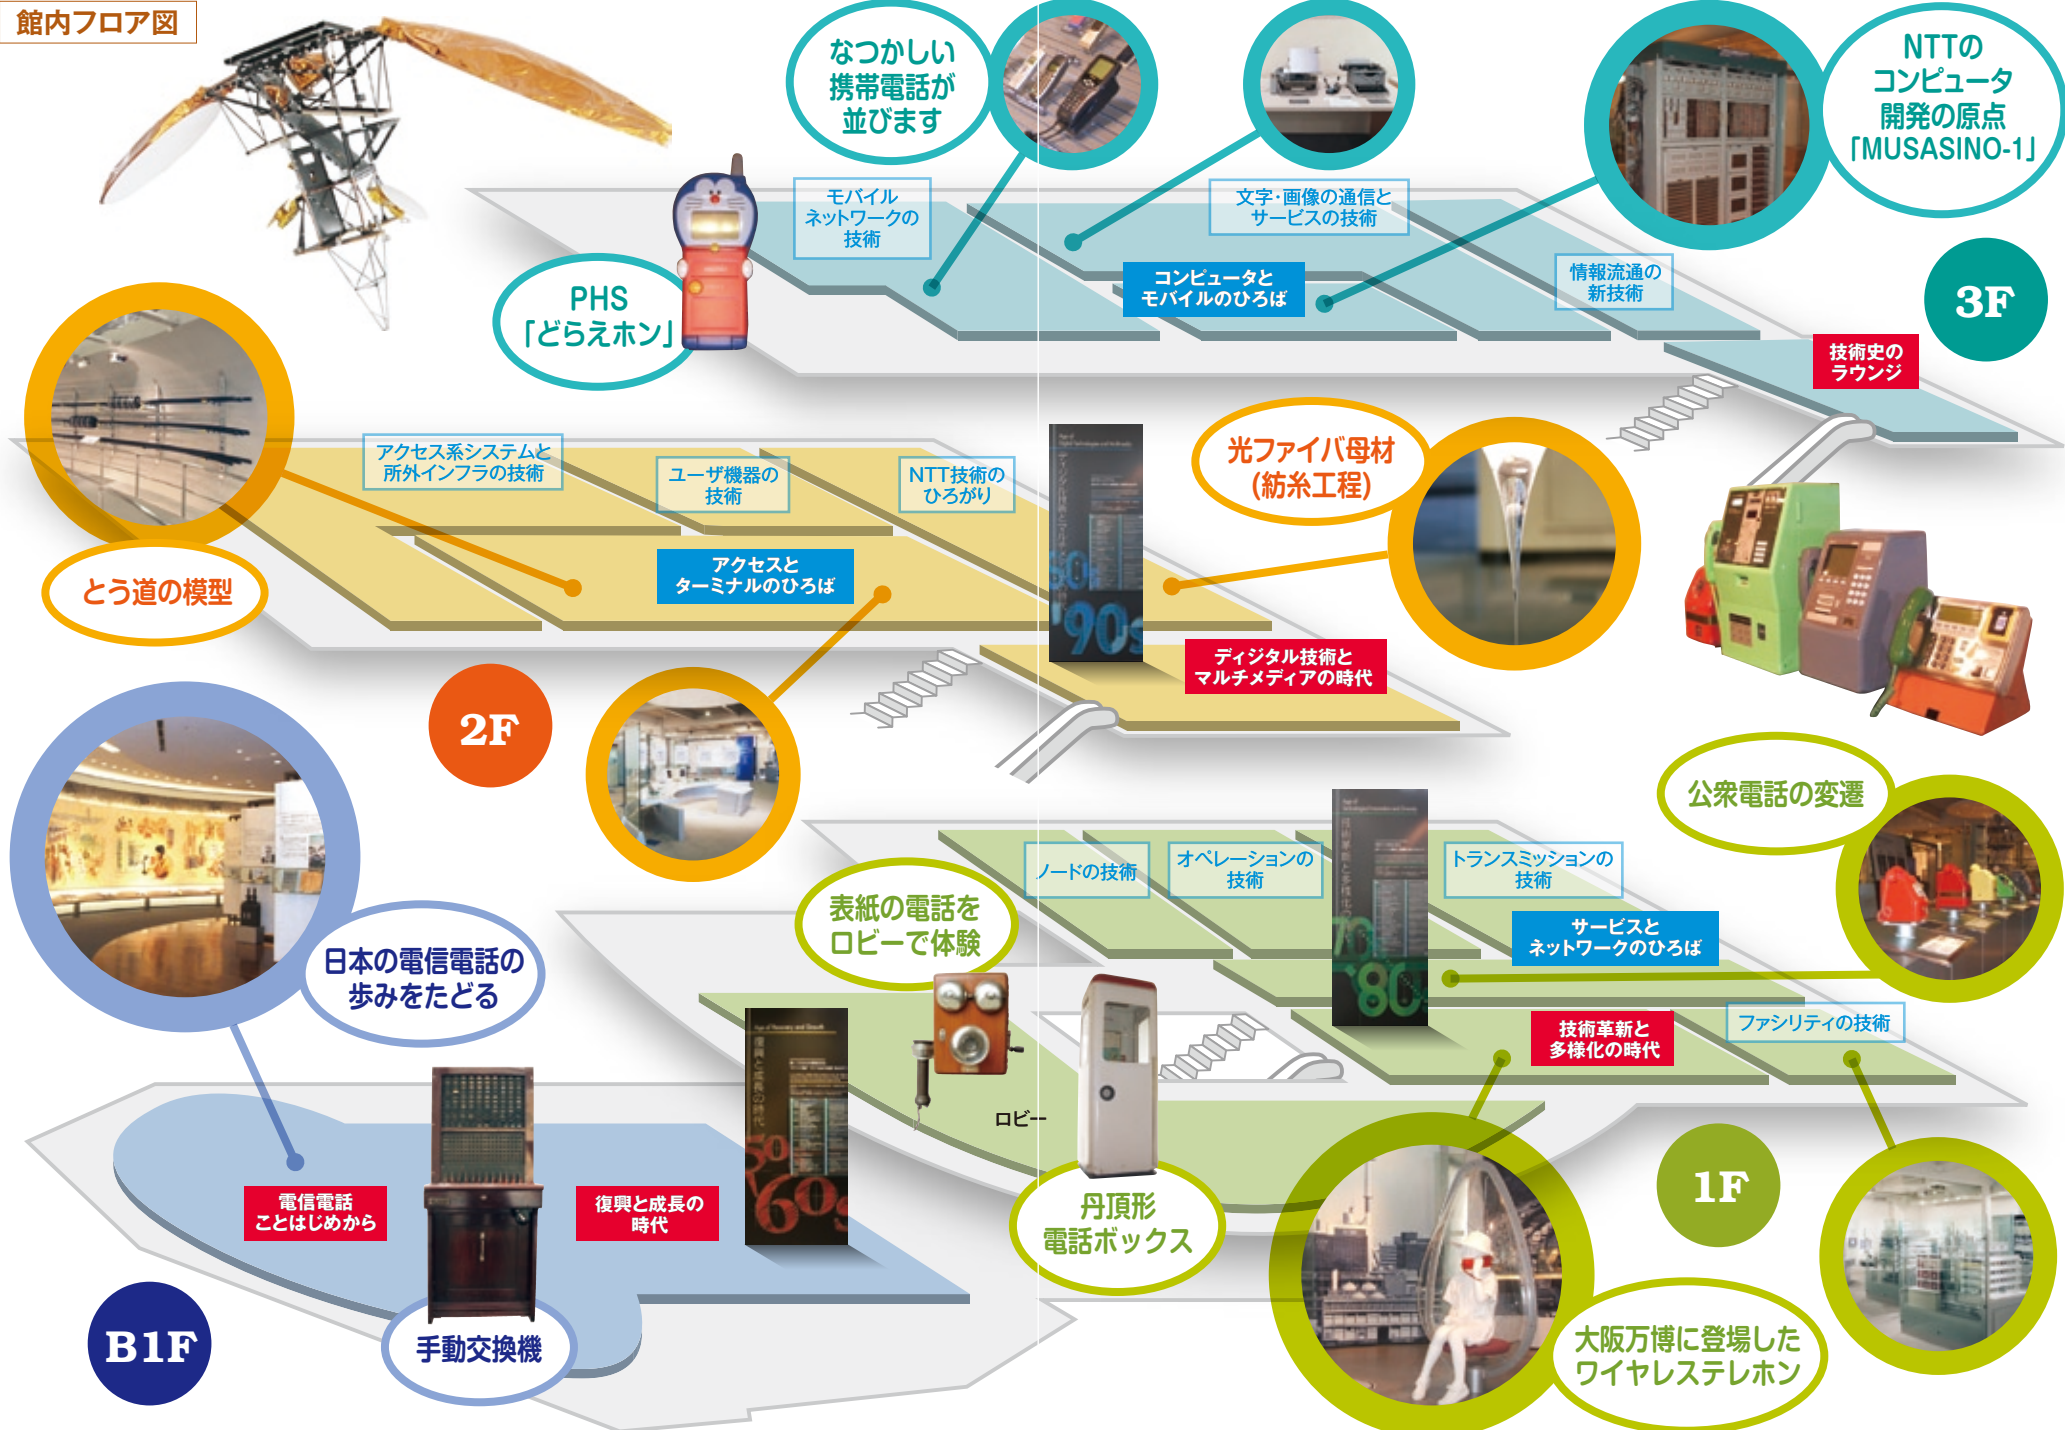 館内フロア図
なつかしい
携帯電話が
並びます
NTTの
コンピュータ
開発の原点
「MUSASINO-1」
モバイル
ネットワークの
技術
文字・画像の通信と
サービスの技術
コンピュータと
モバイルのひろば
情報流通の
新技術
PHS
「どらえホン」
3F
技術史の
ラウンジ
アクセス系システムと
所外インフラの技術
ユーザ機器の
技術
NTT技術の
ひろがり
光ファイバ母材
(紡糸工程)
アクセスと
ターミナルのひろば
とう道の模型
'90s
ディジタル技術と
マルチメディアの時代
2F
公衆電話の変遷
ノードの技術
オペレーションの
技術
トランスミッションの
技術
表紙の電話を
ロビーで体験
サービスと
ネットワークのひろば
日本の電信電話の
歩みをたどる
70
'80s
技術革新と
多様化の時代
ファシリティの技術
復興と成長の時代
ロビー
50
'60s
1F
電信電話
ことはじめから
復興と成長の
時代
丹頂形
電話ボックス
B1F
手動交換機
大阪万博に登場した
ワイヤレステレホン